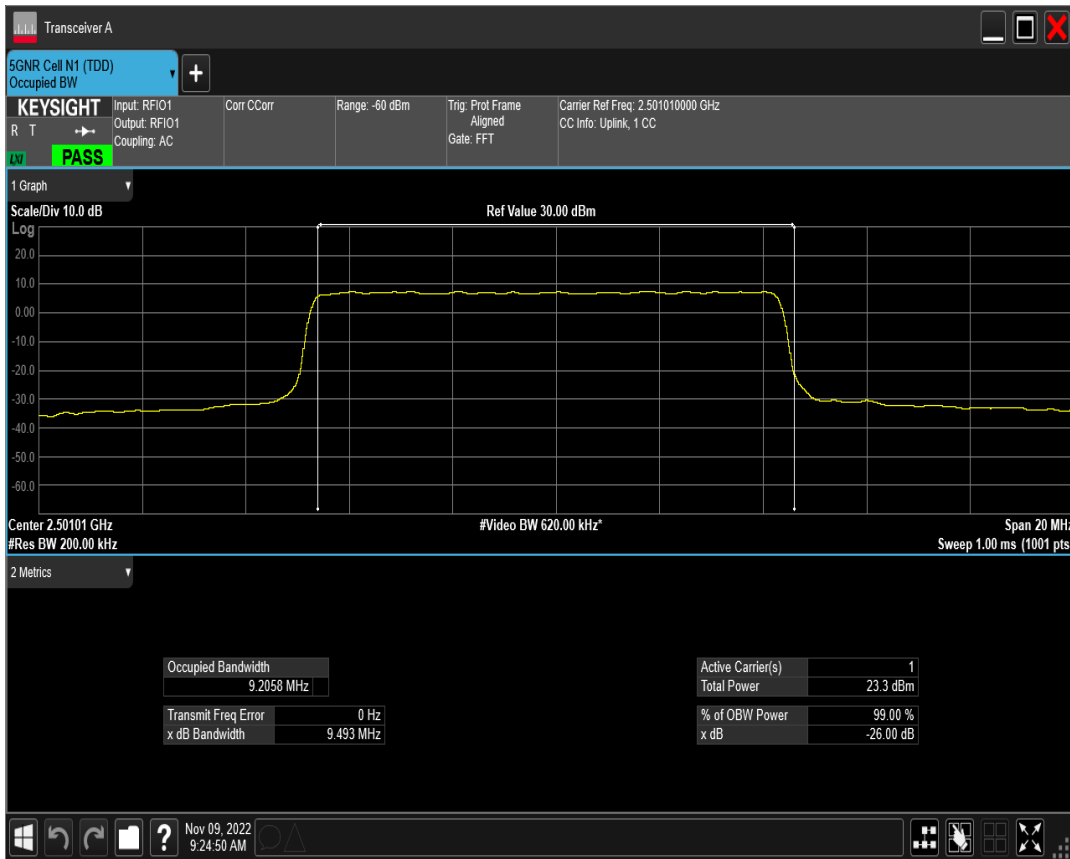 Transceiver A
5GNR Cell N1 (TDD)
Occupied BW
+
KEYSIGHT
R T
LXI
PASS
Input: RFIO1
Output: RFIO1
Coupling: AC
Corr CCorr
Range: -60 dBm
Trig: Prot Frame
Aligned
Gate: FFT
Carrier Ref Freq: 2.501010000 GHz
CC Info: Uplink, 1 CC
1 Graph
Scale/Div 10.0 dB
Ref Value 30.00 dBm
Log
20.0
10.0
0.00
-10.0
-20.0
-30.0
-40.0
-50.0
-60.0
Center 2.50101 GHz
#Video BW 620.00 kHz*
Span 20 MHz
#Res BW 200.00 kHz
Sweep 1.00 ms (1001 pts
2 Metrics
Occupied Bandwidth
9.2058 MHz
Transmit Freq Error 0 Hz
x dB Bandwidth 9.493 MHz
Active Carrier(s) 1
Total Power 23.3 dBm
% of OBW Power 99.00 %
x dB -26.00 dB
?
Nov 09, 2022
9:24:50 AM